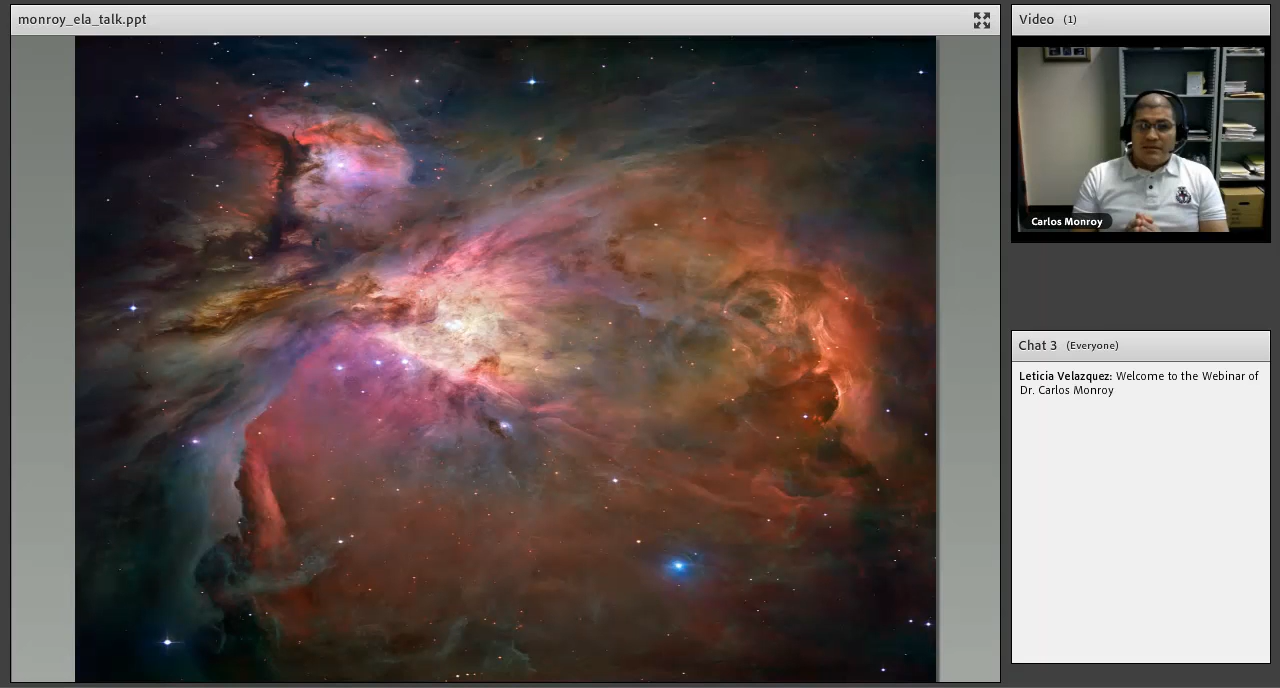 monroy_ela_talk.ppt
Video (1)
Carlos Monroy
Chat 3 (Everyone)
Leticia Velazquez: Welcome to the Webinar of
Dr. Carlos Monroy